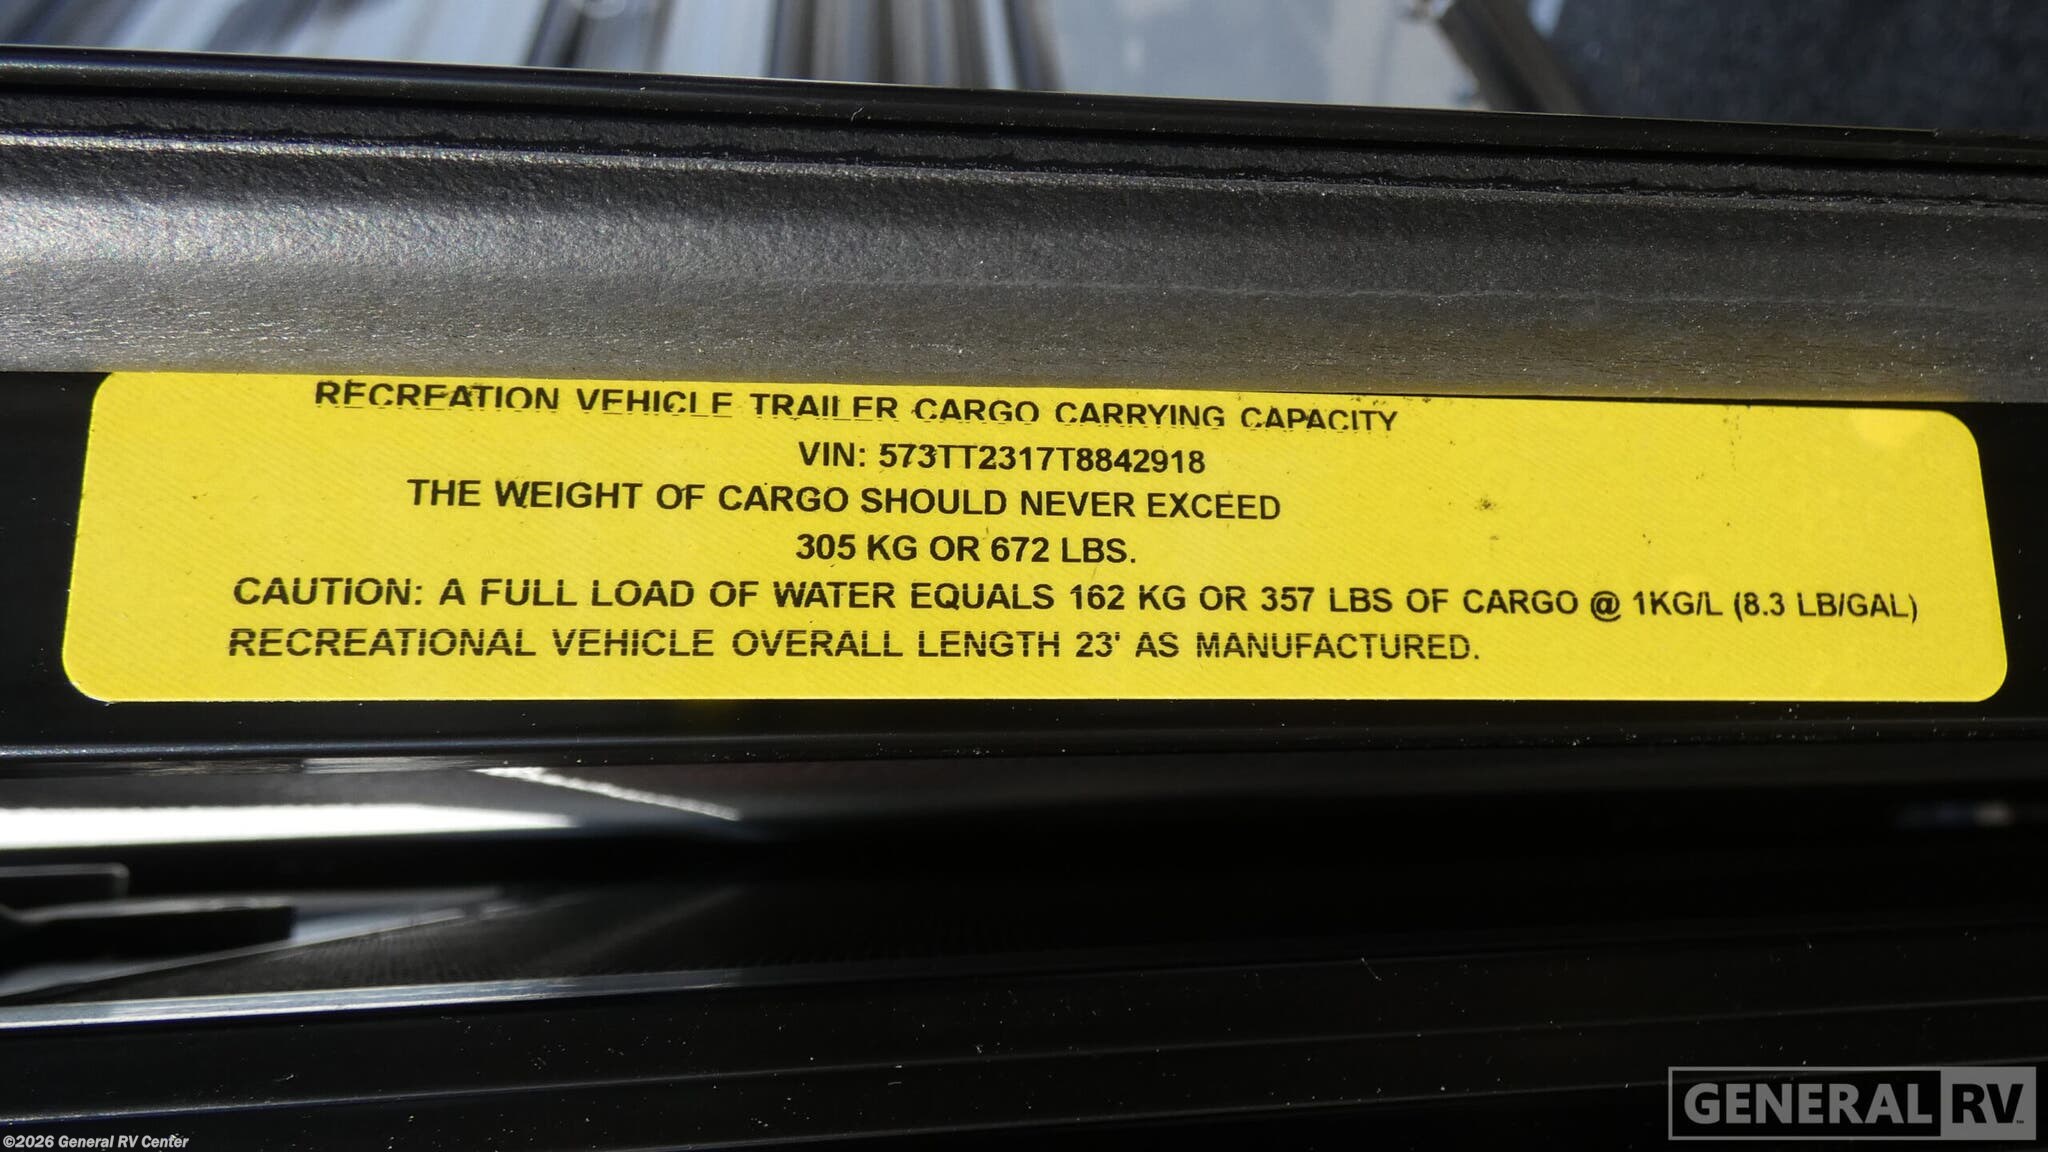 RECREATION VEHICLE TRAILER CARGO CARRYING CAPACITY
VIN: 573TT2317T8842918
THE WEIGHT OF CARGO SHOULD NEVER EXCEED
305 KG OR 672 LBS.
CAUTION: A FULL LOAD OF WATER EQUALS 162 KG OR 357 LBS OF CARGO @ 1KG/L (8.3 LB/GAL)
RECREATIONAL VEHICLE OVERALL LENGTH 23' AS MANUFACTURED.
GENERAL RV
©2026 General RV Center